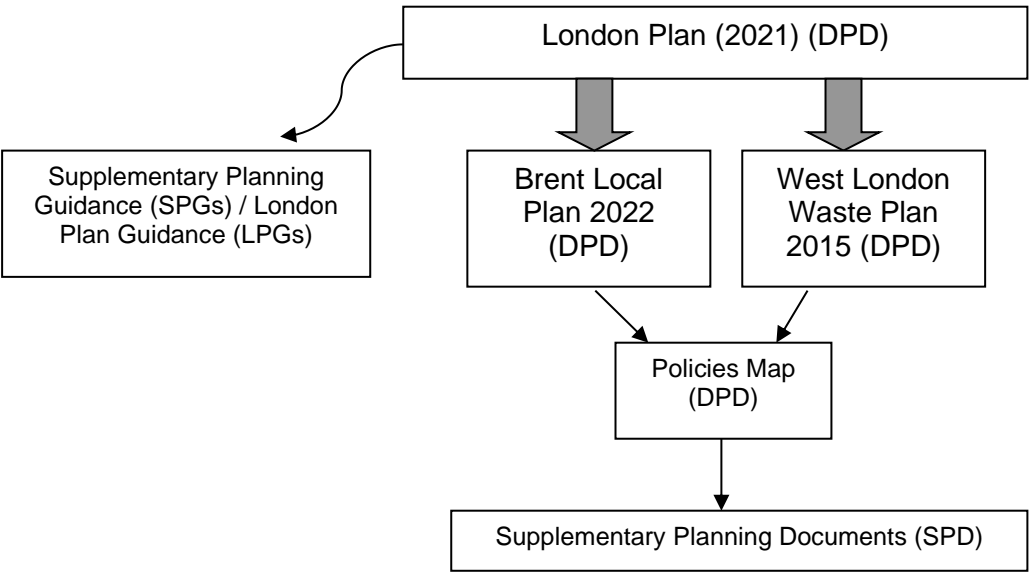 London Plan (2021) (DPD)
Supplementary Planning
Guidance (SPGs) / London
Plan Guidance (LPGs)
Brent Local
Plan 2022
(DPD)
West London
Waste Plan
2015 (DPD)
Policies Map
(DPD)
Supplementary Planning Documents (SPD)